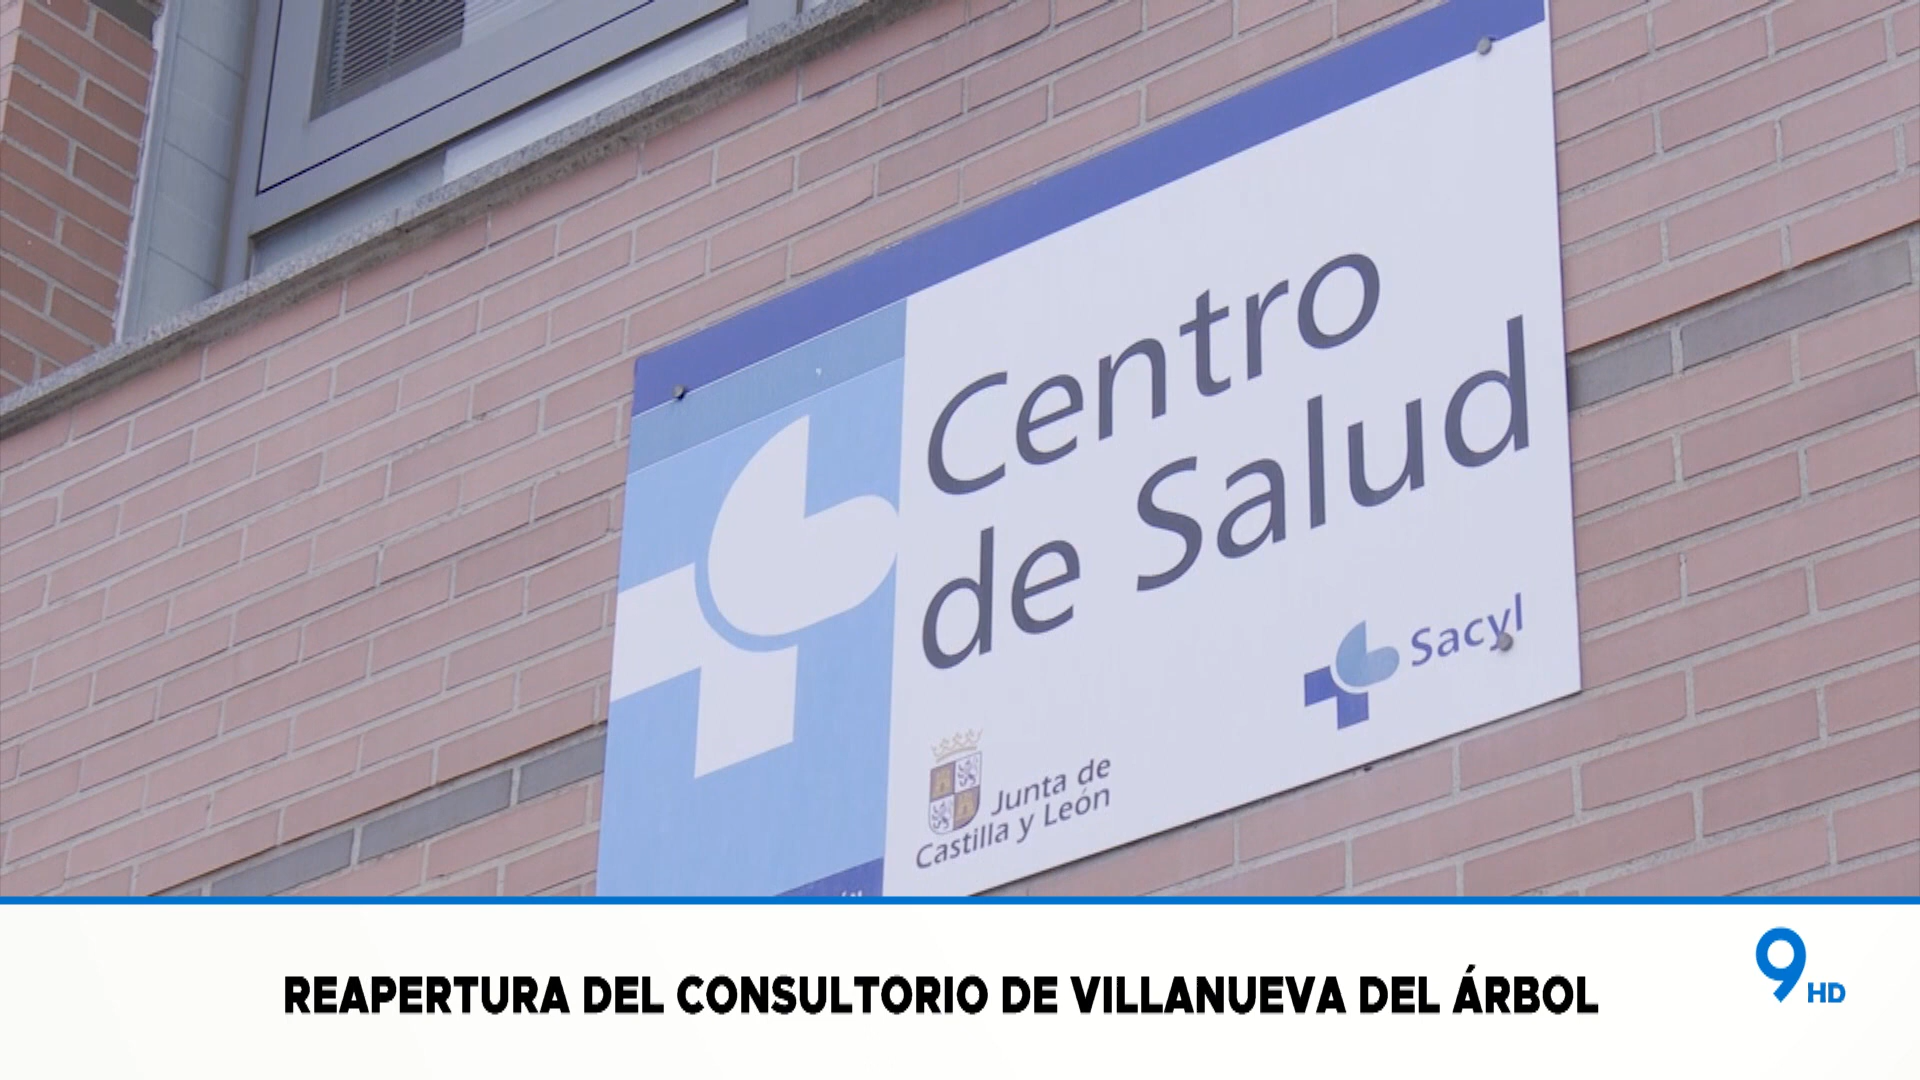 Centro
de Salud
Sacyl
Junta de
Castilla y León
REAPERTURA DEL CONSULTORIO DE VILLANUEVA DEL ÁRBOL
9 HD